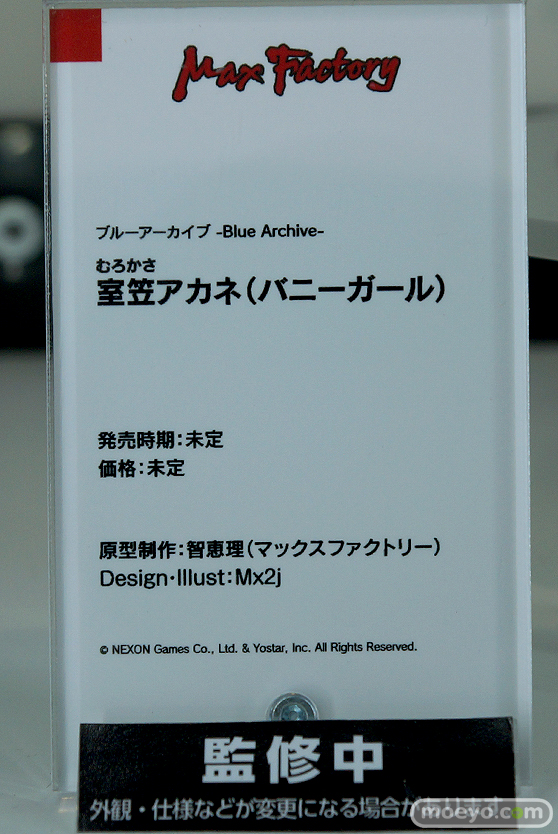 Max Factory
ブルーアーカイブ -Blue Archive-
むろかさ
室笠アカネ(バニーガール)
発売時期:未定
価格:未定
原型制作:智恵理(マックスファクトリー)
Design・Illust:Mx2j
© NEXON Games Co., Ltd. & Yostar, Inc. All Rights Reserved.
監修中
外観・仕様などが変更になる場合があります
moeyo.com